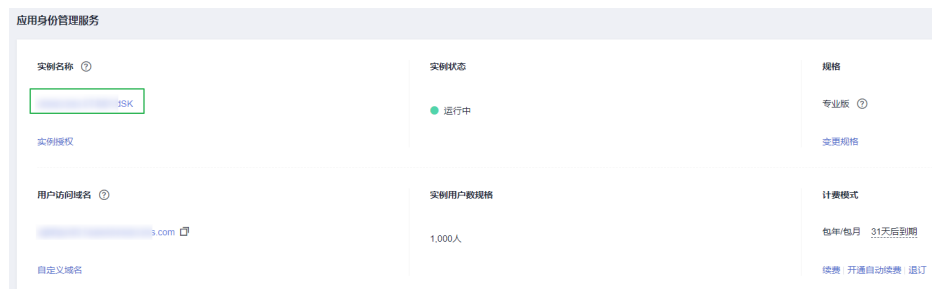 应用身份管理服务
实例名称 ?
实例状态
规格
dSK
运行中
专业版 ?
实例授权
变更规格
用户访问域名 ?
实例用户数规格
计费模式
s.com
1,000人
包年/包月 31天后到期
自定义域名
续费 开通自动续费 退订